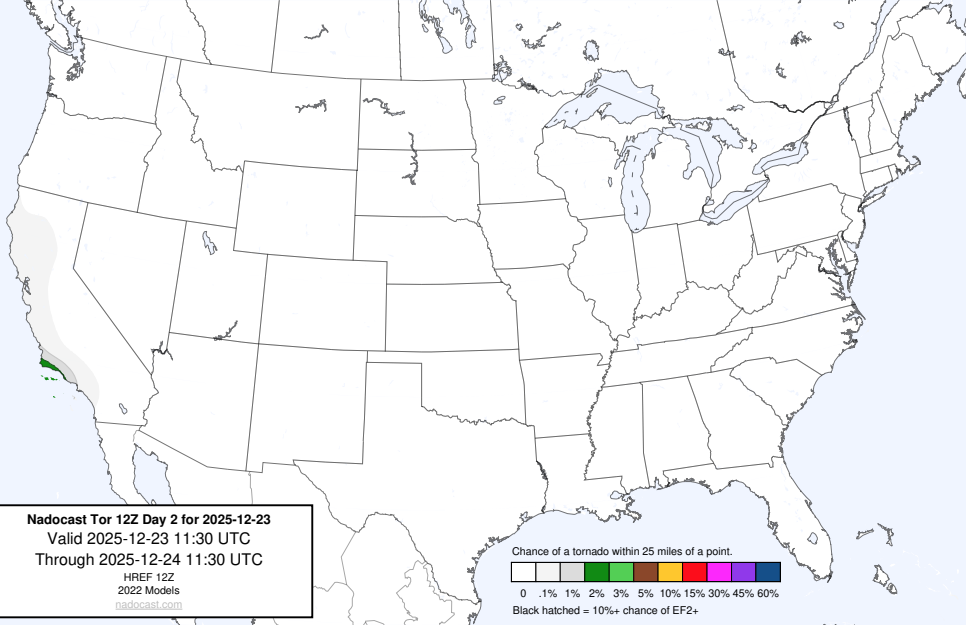 Nadocast Tor 12Z Day 2 for 2025-12-23
Valid 2025-12-23 11:30 UTC
Through 2025-12-24 11:30 UTC
HREF 12Z
2022 Models
nadocast.com
Chance of a tornado within 25 miles of a point.
0 .1% 1% 2% 3% 5% 10% 15% 30% 45% 60%
Black hatched = 10%+ chance of EF2+